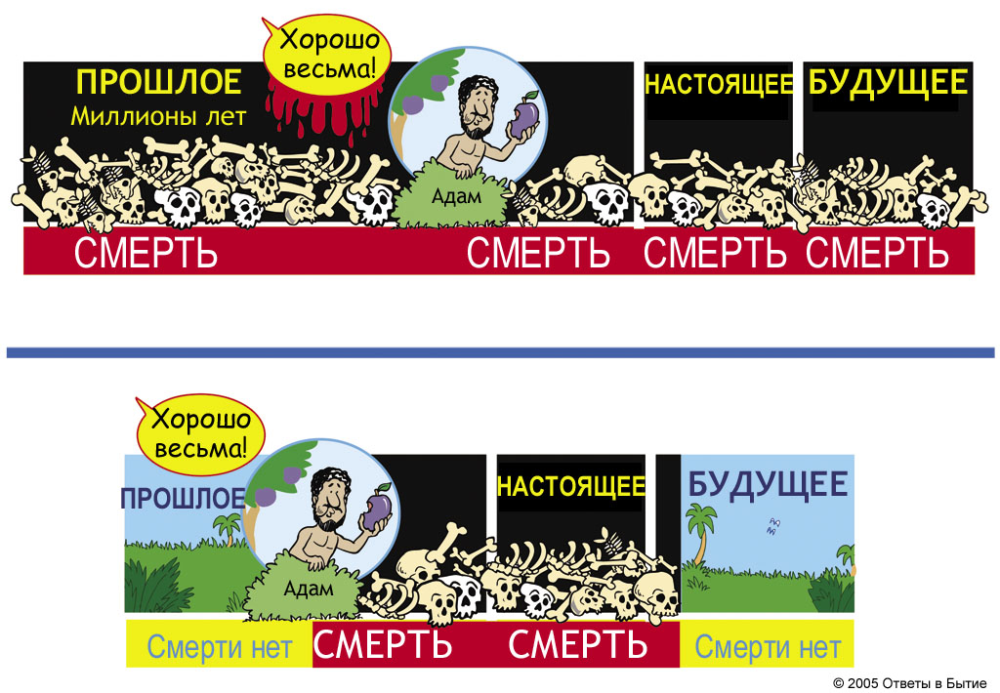 Хорошо
весьма!
ПРОШЛОЕ
Миллионы лет
НАСТОЯЩЕЕ
БУДУЩЕЕ
Адам
СМЕРТЬ
СМЕРТЬ
СМЕРТЬ
СМЕРТЬ
Хорошо
весьма!
ПРОШЛОЕ
НАСТОЯЩЕЕ
БУДУЩЕЕ
Адам
Смерти нет
СМЕРТЬ
СМЕРТЬ
Смерти нет
© 2005 Ответы в Бытие